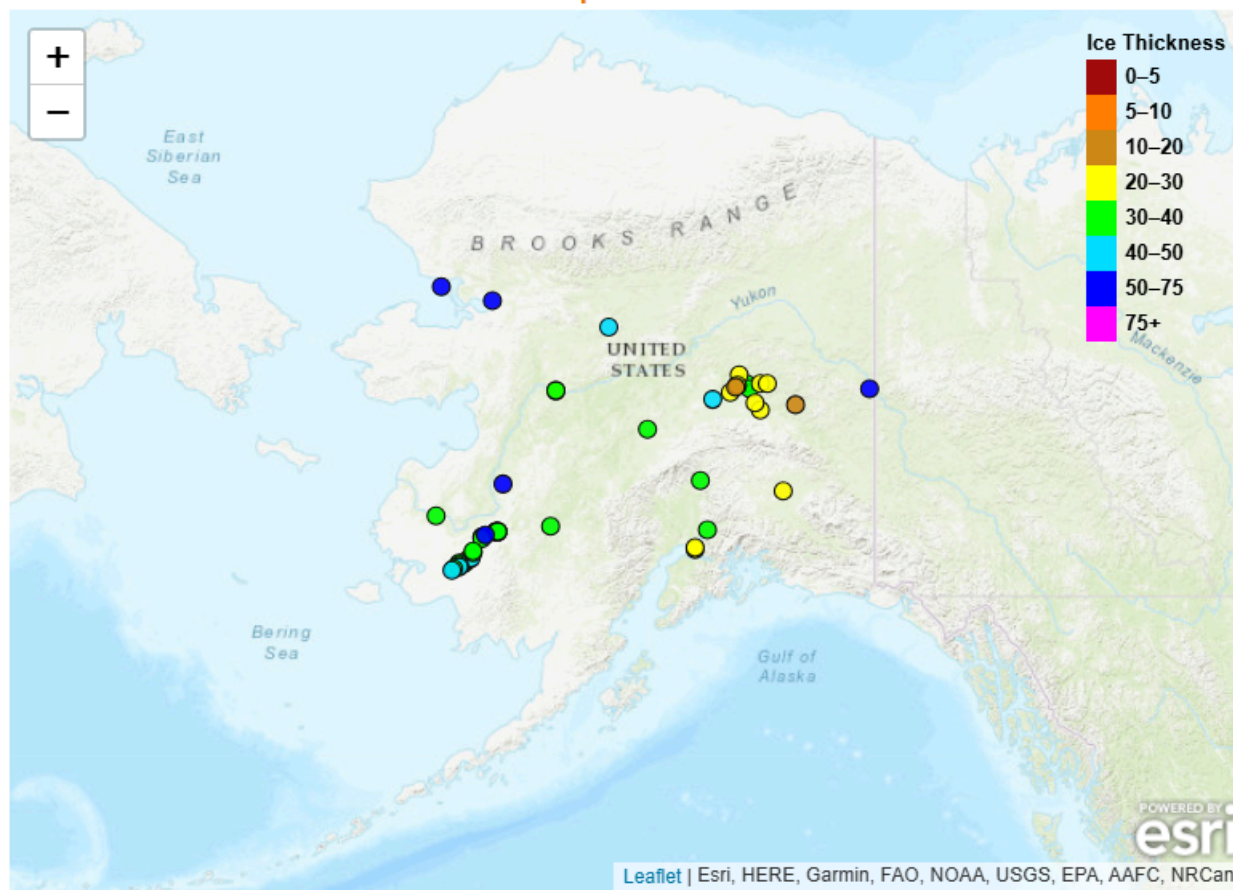 +
−
Ice Thickness
0–5
5–10
10–20
20–30
30–40
40–50
50–75
75+
East
Siberian
Sea
BROOKS RANGE
Yukon
UNITED
STATES
Mackenzie
Bering
Sea
Gulf of
Alaska
POWERED BY
esri
Leaflet | Esri, HERE, Garmin, FAO, NOAA, USGS, EPA, AAFC, NRCan